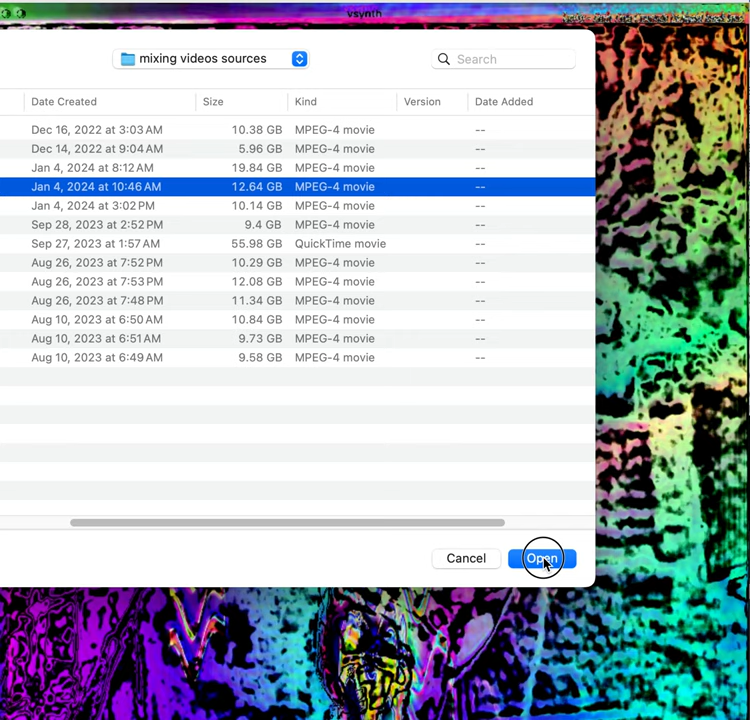 vsynth
mixing videos sources
Search
Date Created Size Kind Version Date Added
Dec 16, 2022 at 3:03 AM 10.38 GB MPEG-4 movie --
Dec 14, 2022 at 9:04 AM 5.96 GB MPEG-4 movie --
Jan 4, 2024 at 8:12 AM 19.84 GB MPEG-4 movie --
Jan 4, 2024 at 10:46 AM 12.64 GB MPEG-4 movie --
Jan 4, 2024 at 3:02 PM 10.14 GB MPEG-4 movie --
Sep 28, 2023 at 2:52 PM 9.4 GB MPEG-4 movie --
Sep 27, 2023 at 1:57 AM 55.98 GB QuickTime movie --
Aug 26, 2023 at 7:52 PM 10.29 GB MPEG-4 movie --
Aug 26, 2023 at 7:53 PM 12.08 GB MPEG-4 movie --
Aug 26, 2023 at 7:48 PM 11.34 GB MPEG-4 movie --
Aug 10, 2023 at 6:50 AM 10.84 GB MPEG-4 movie --
Aug 10, 2023 at 6:51 AM 9.73 GB MPEG-4 movie --
Aug 10, 2023 at 6:49 AM 9.58 GB MPEG-4 movie --
Cancel Open